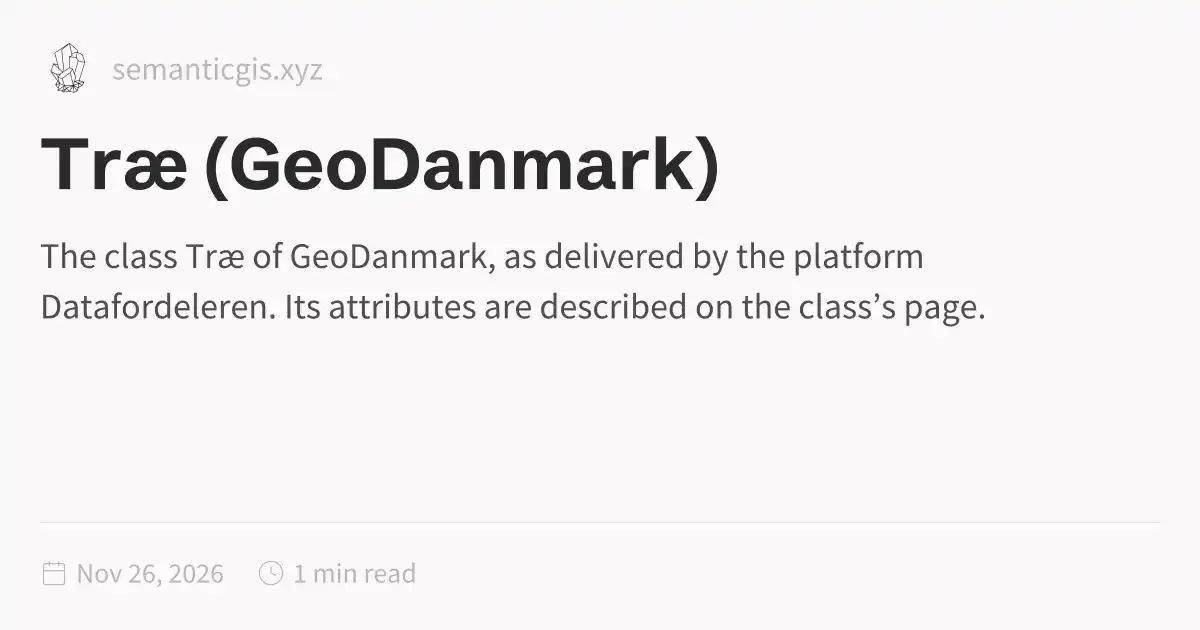 semanticgis.xyz
Træ (GeoDanmark)
The class Træ of GeoDanmark, as delivered by the platform
Datafordeleren. Its attributes are described on the class’s page.
Nov 26, 2026 1 min read